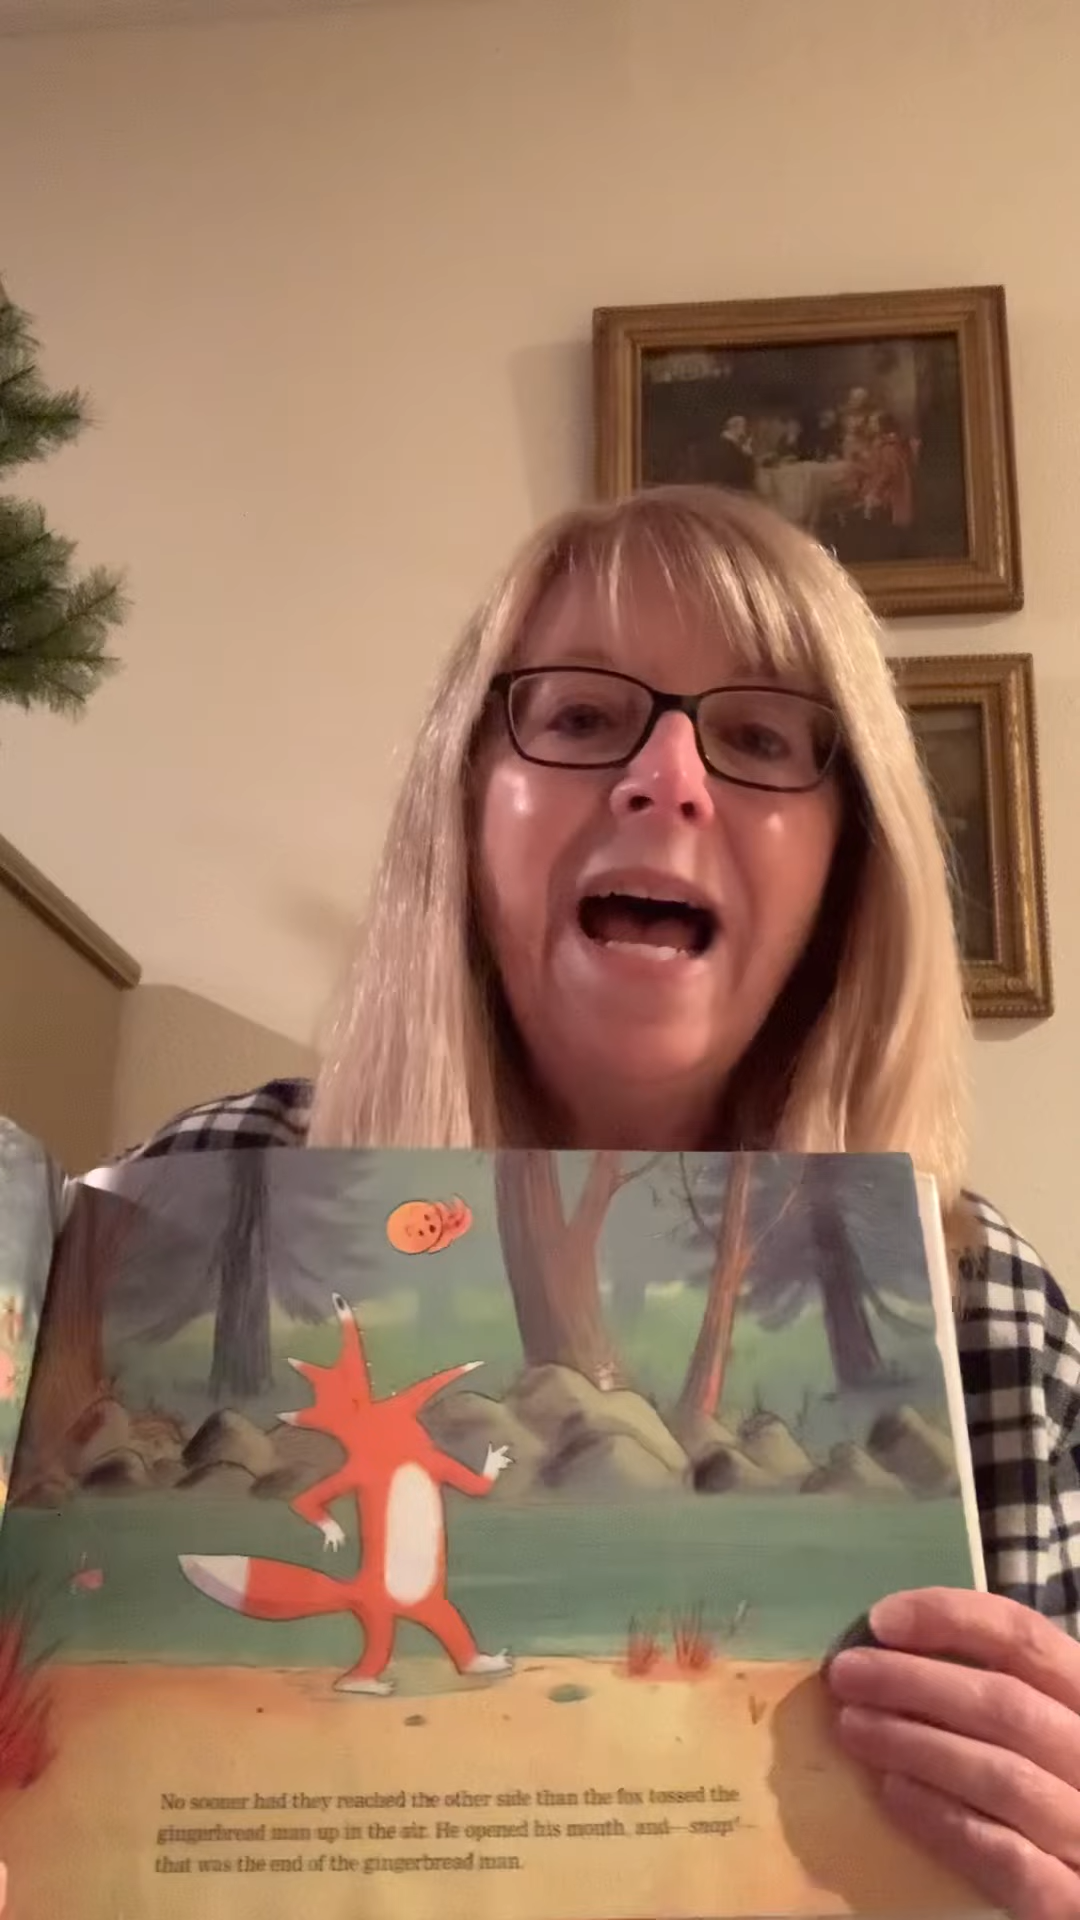 No sooner had they reached the other side than the fox tossed the
gingerbread man up in the air. He opened his mouth, and—snap!—
that was the end of the gingerbread man.